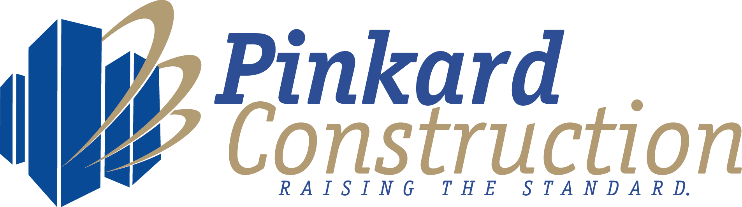 Pinkard
Construction
RAISING THE STANDARD.